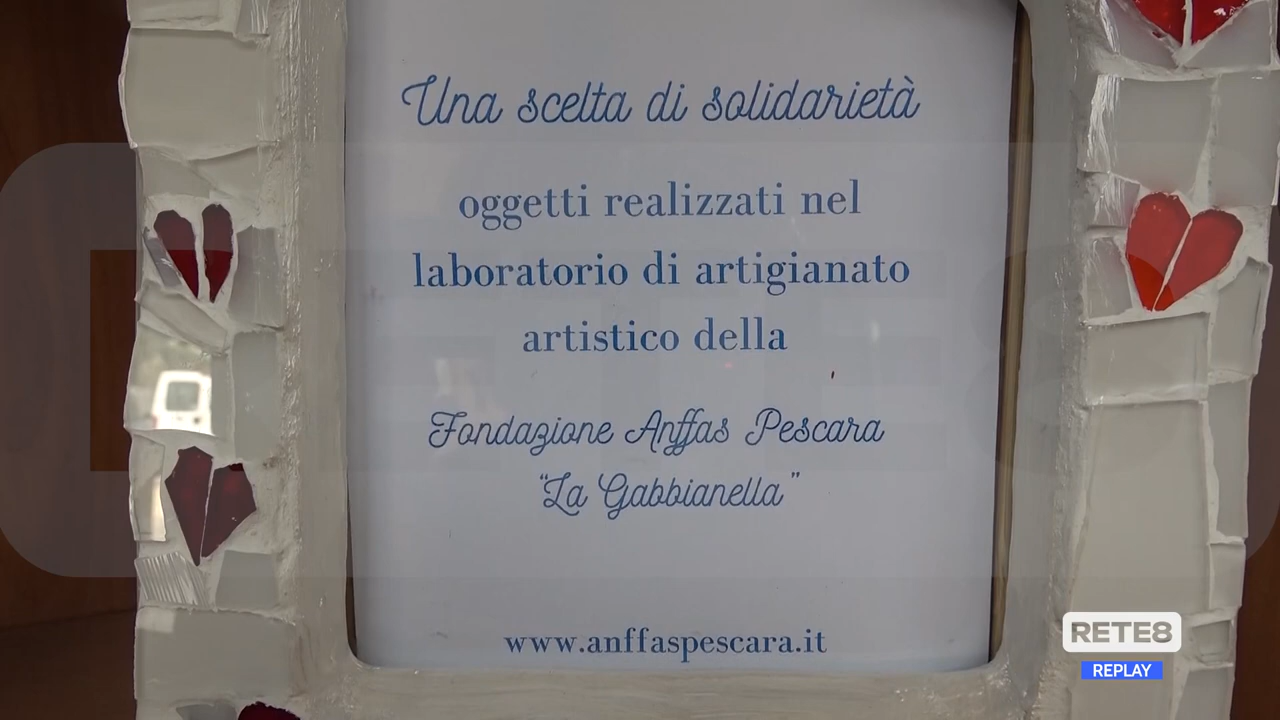 Una scelta di solidarietà
oggetti realizzati nel
laboratorio di artigianato
artistico della
Fondazione Anffas Pescara
“La Gabbianella”
www.anffaspescara.it
RETE8
REPLAY